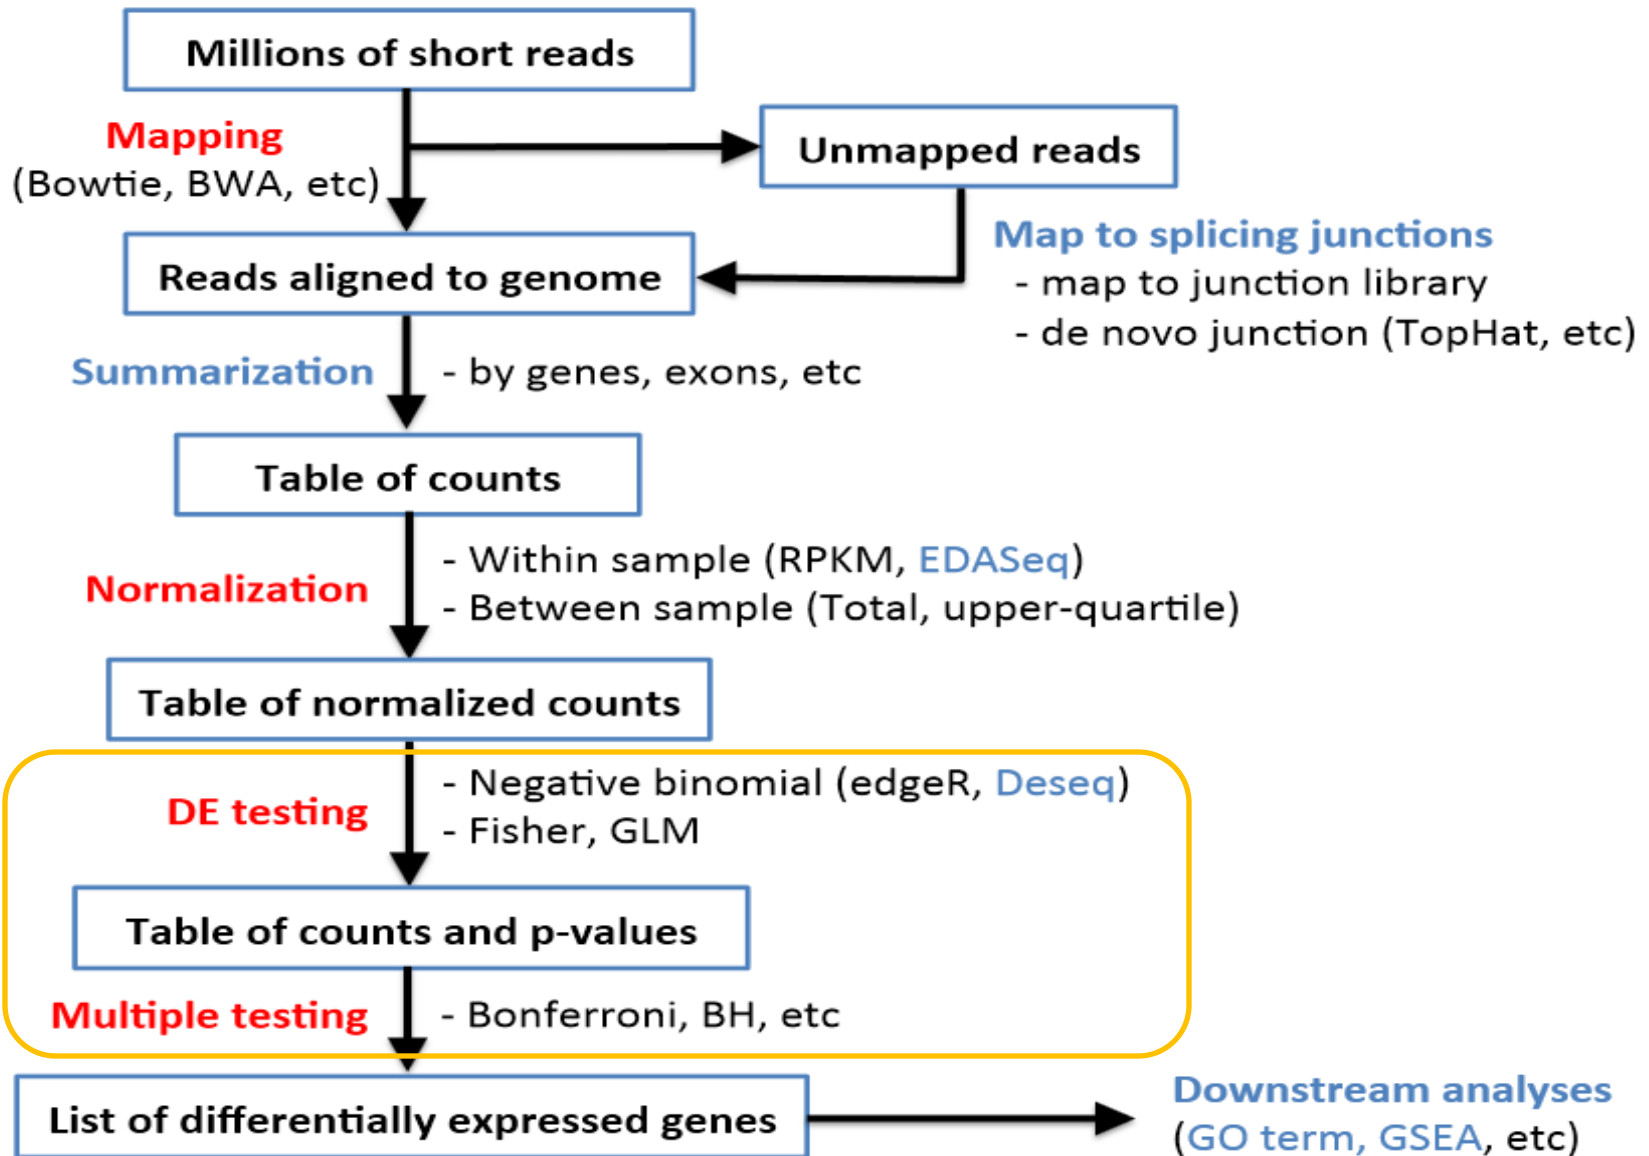 Millions of short reads
Mapping
(Bowtie, BWA, etc)
Unmapped reads
Map to splicing junctions
- map to junction library
- de novo junction (TopHat, etc)
Reads aligned to genome
Summarization
- by genes, exons, etc
Table of counts
Normalization
- Within sample (RPKM, EDASeq)
- Between sample (Total, upper-quartile)
Table of normalized counts
DE testing
- Negative binomial (edgeR, Deseq)
- Fisher, GLM
Table of counts and p-values
Multiple testing
- Bonferroni, BH, etc
List of differentially expressed genes
Downstream analyses
(GO term, GSEA, etc)